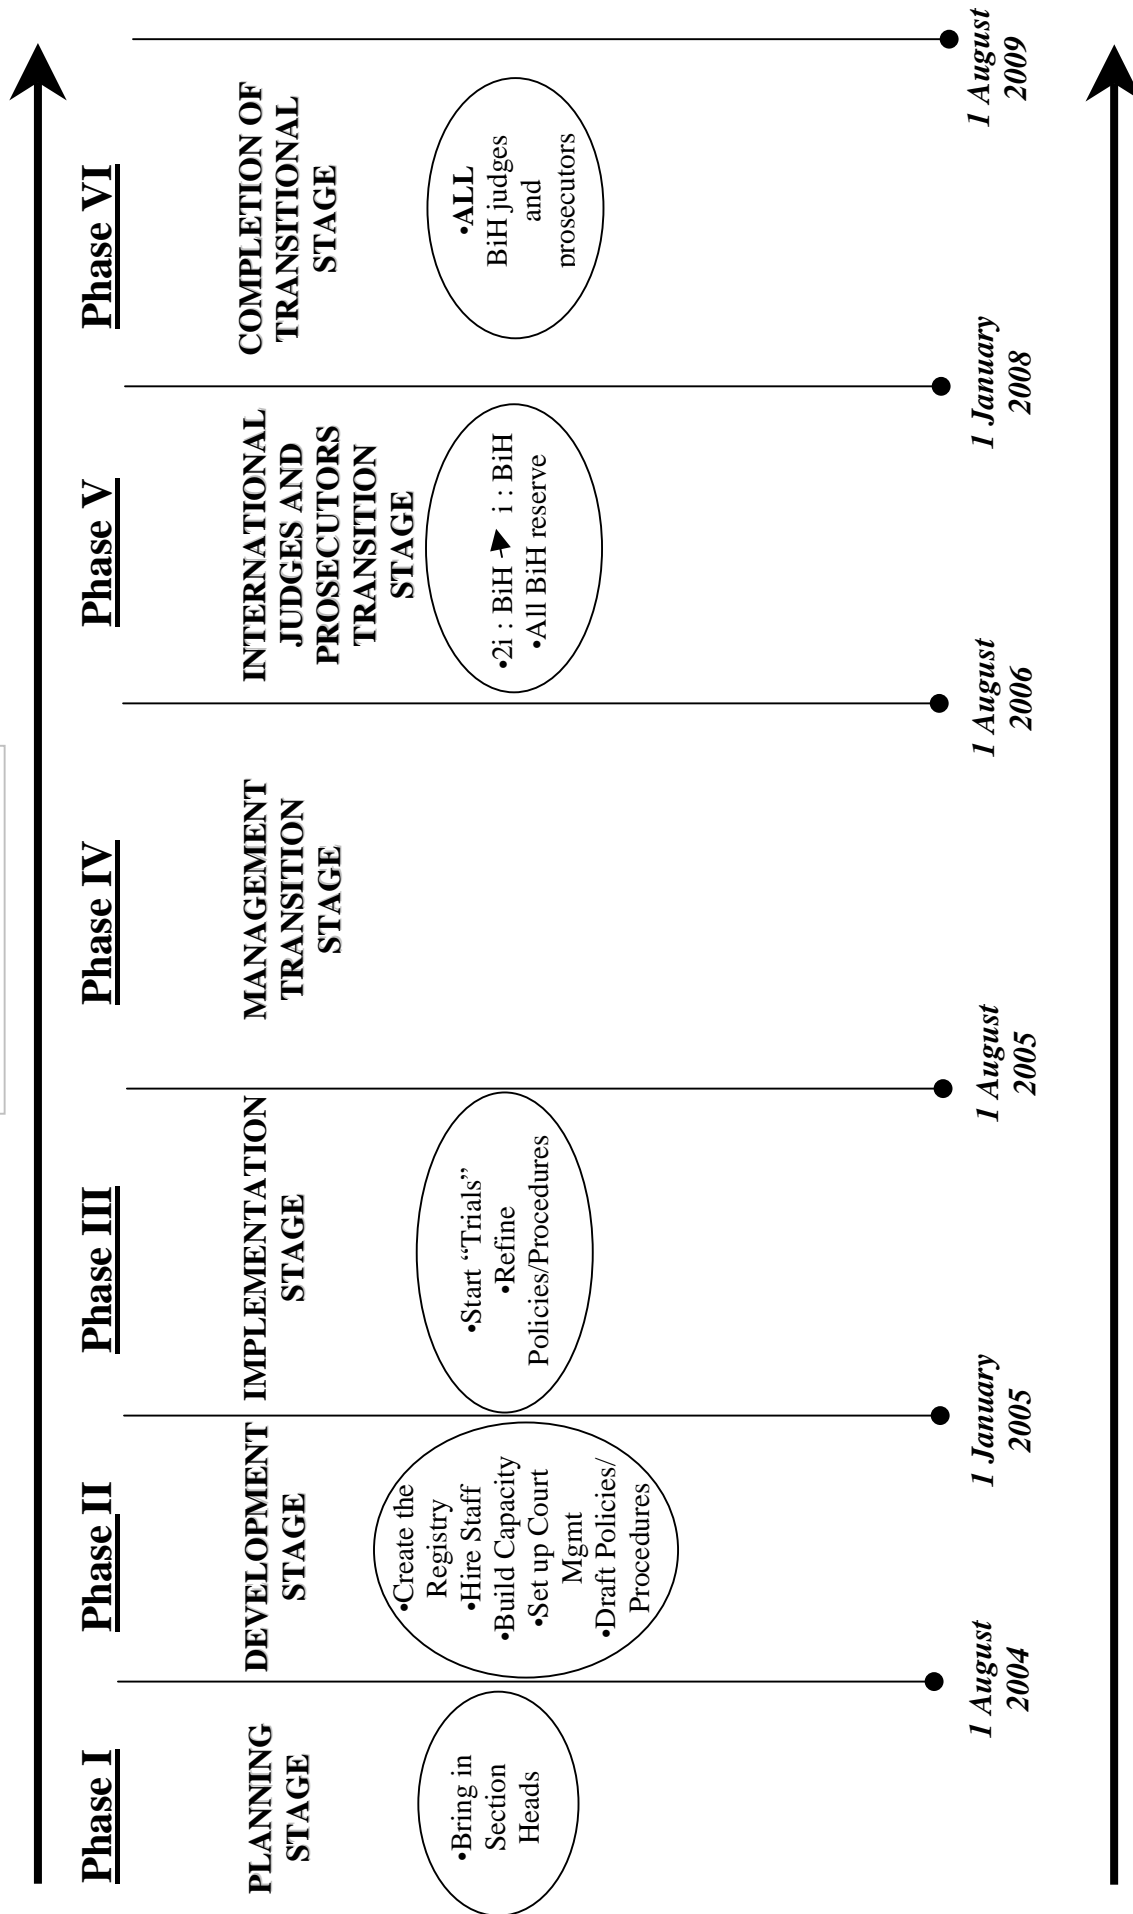 Phase I
PLANNING
STAGE
•Bring in
Section
Heads
1 August
2004
Phase II
DEVELOPMENT
STAGE
•Create the
Registry
•Hire Staff
•Build Capacity
•Set up Court
Mgmt
•Draft Policies/
Procedures
1 January
2005
Phase III
IMPLEMENTATION
STAGE
•Start “Trials”
•Refine
Policies/Procedures
1 August
2005
Phase IV
MANAGEMENT
TRANSITION
STAGE
1 August
2006
Phase V
INTERNATIONAL
JUDGES AND
PROSECUTORS
TRANSITION
STAGE
•2i : BiH i : BiH
•All BiH reserve
1 January
2008
Phase VI
COMPLETION OF
TRANSITIONAL
STAGE
•ALL
BiH judges
and
prosecutors
1 August
2009